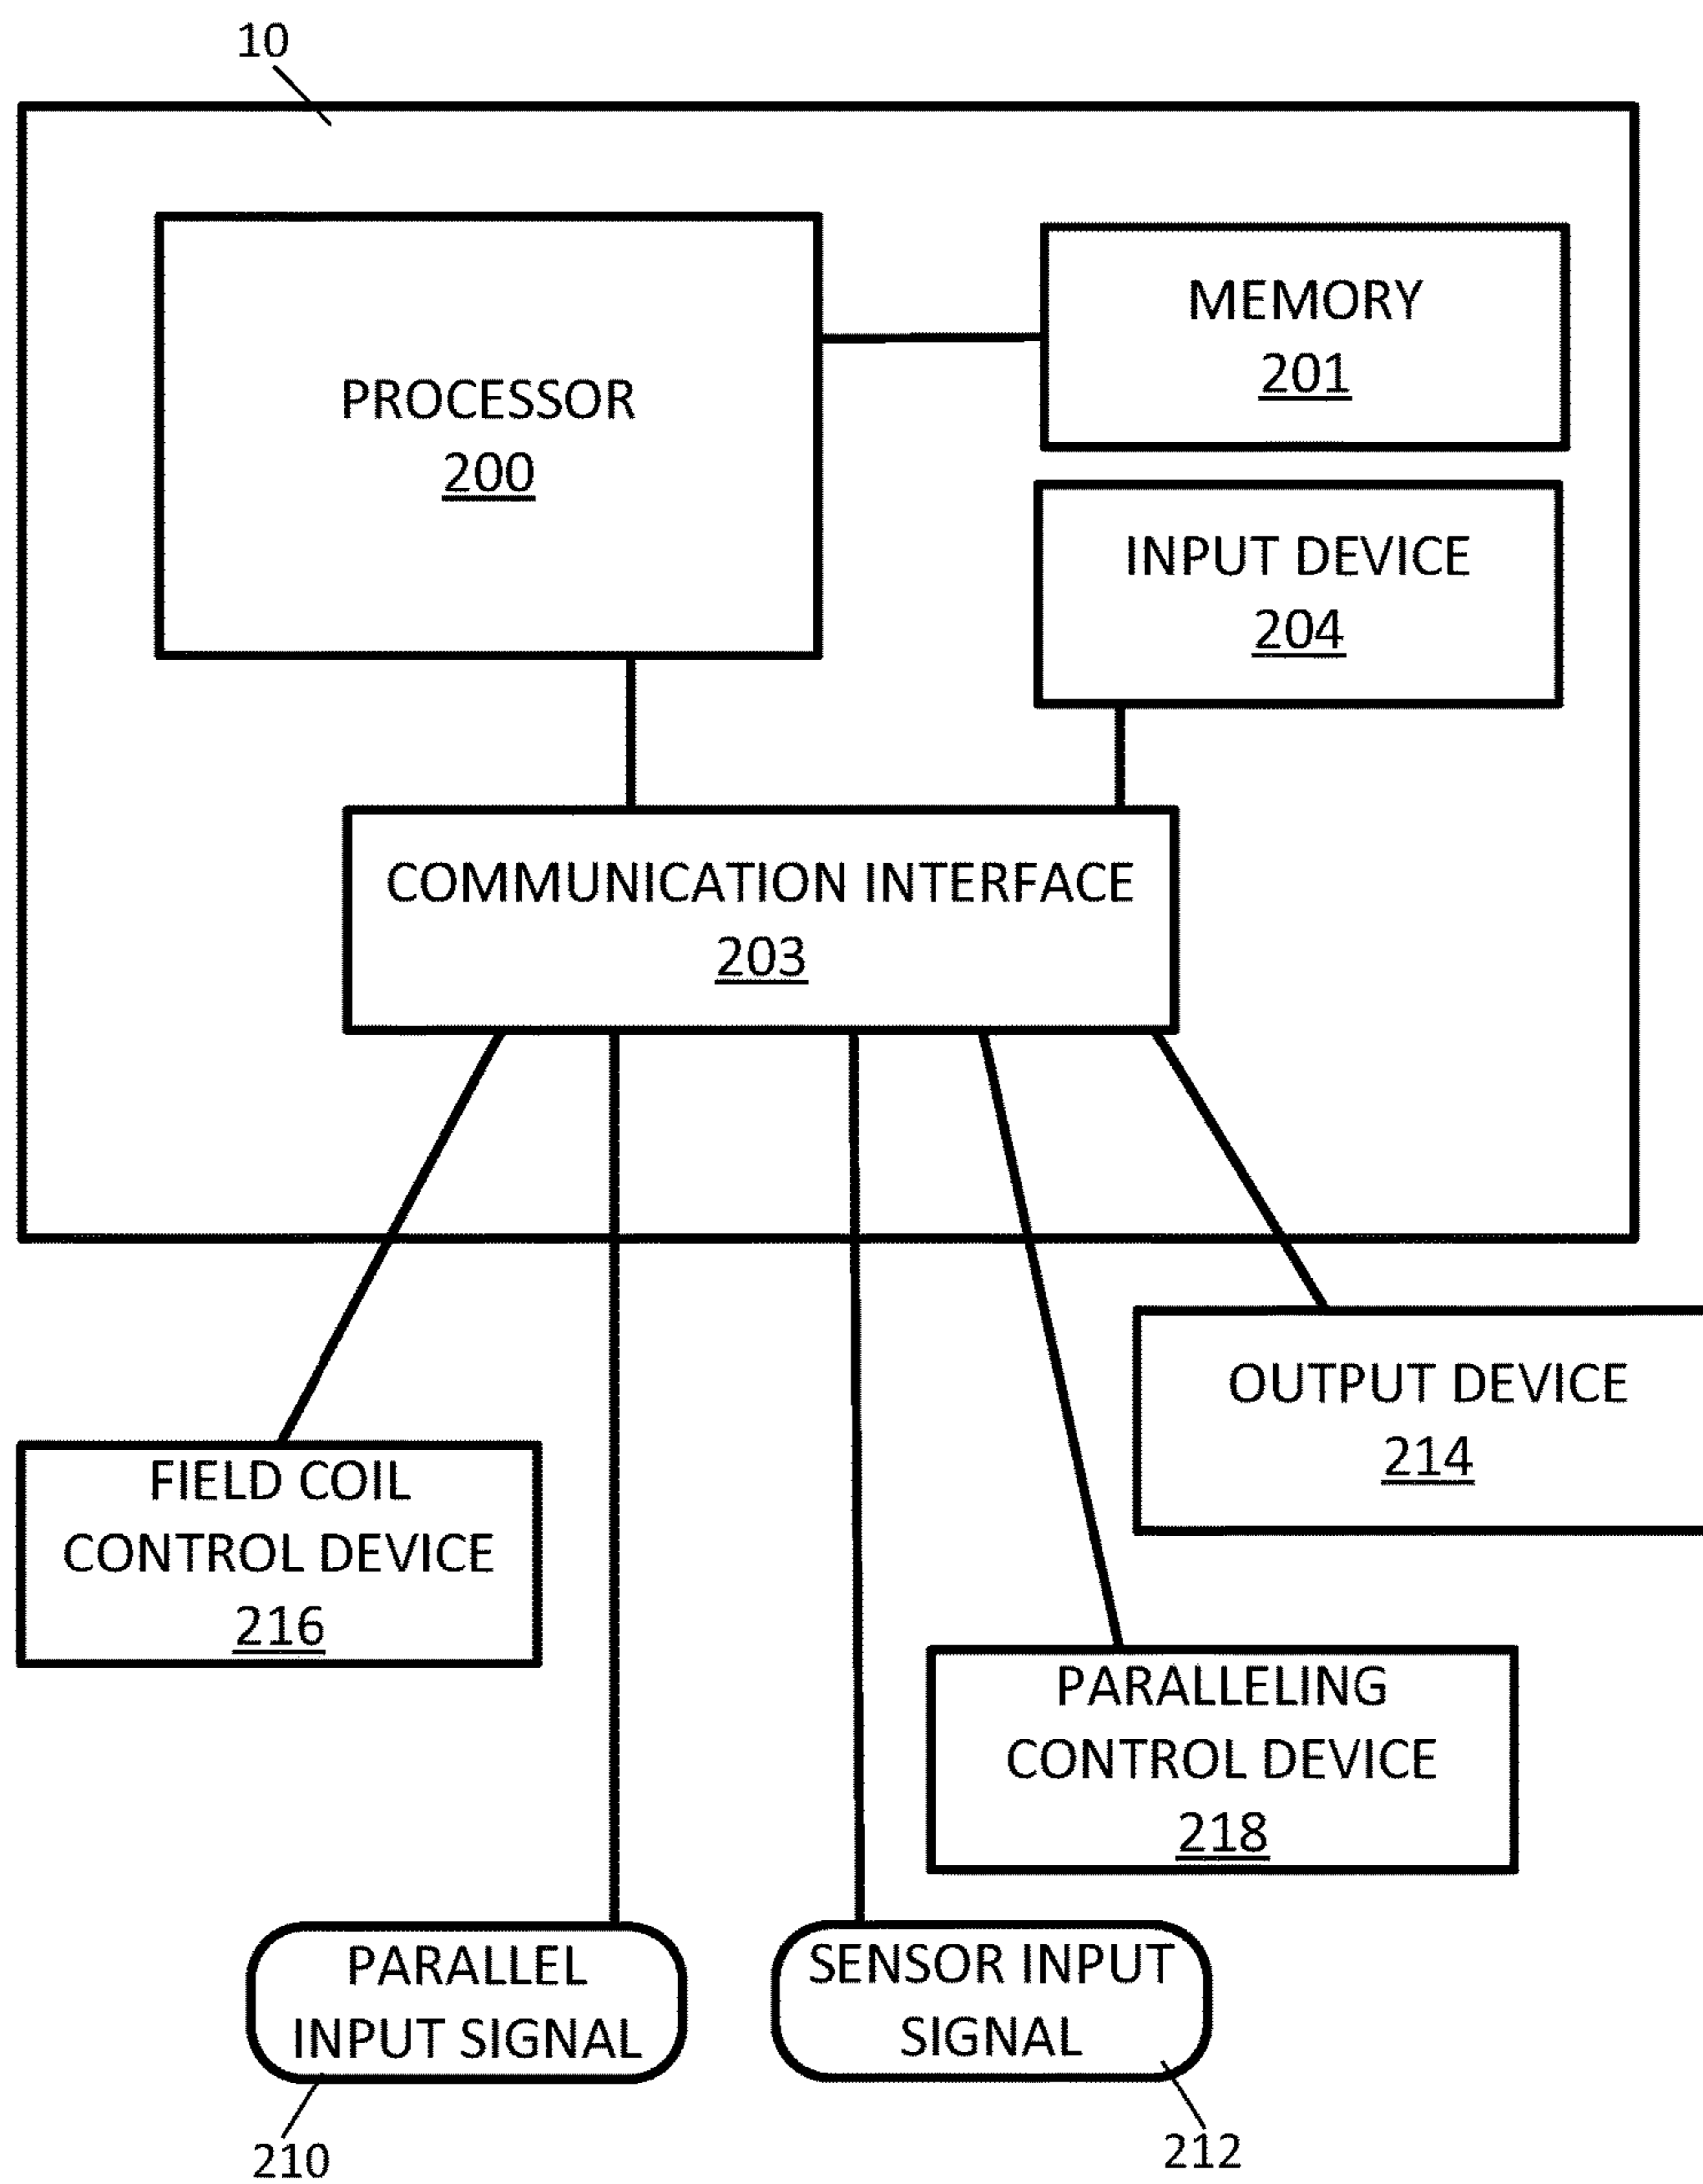 10
PROCESSOR
200
MEMORY
201
INPUT DEVICE
204
COMMUNICATION INTERFACE
203
OUTPUT DEVICE
214
FIELD COIL
CONTROL DEVICE
216
PARALLELING
CONTROL DEVICE
218
PARALLEL
INPUT SIGNAL
210
SENSOR INPUT
SIGNAL
212